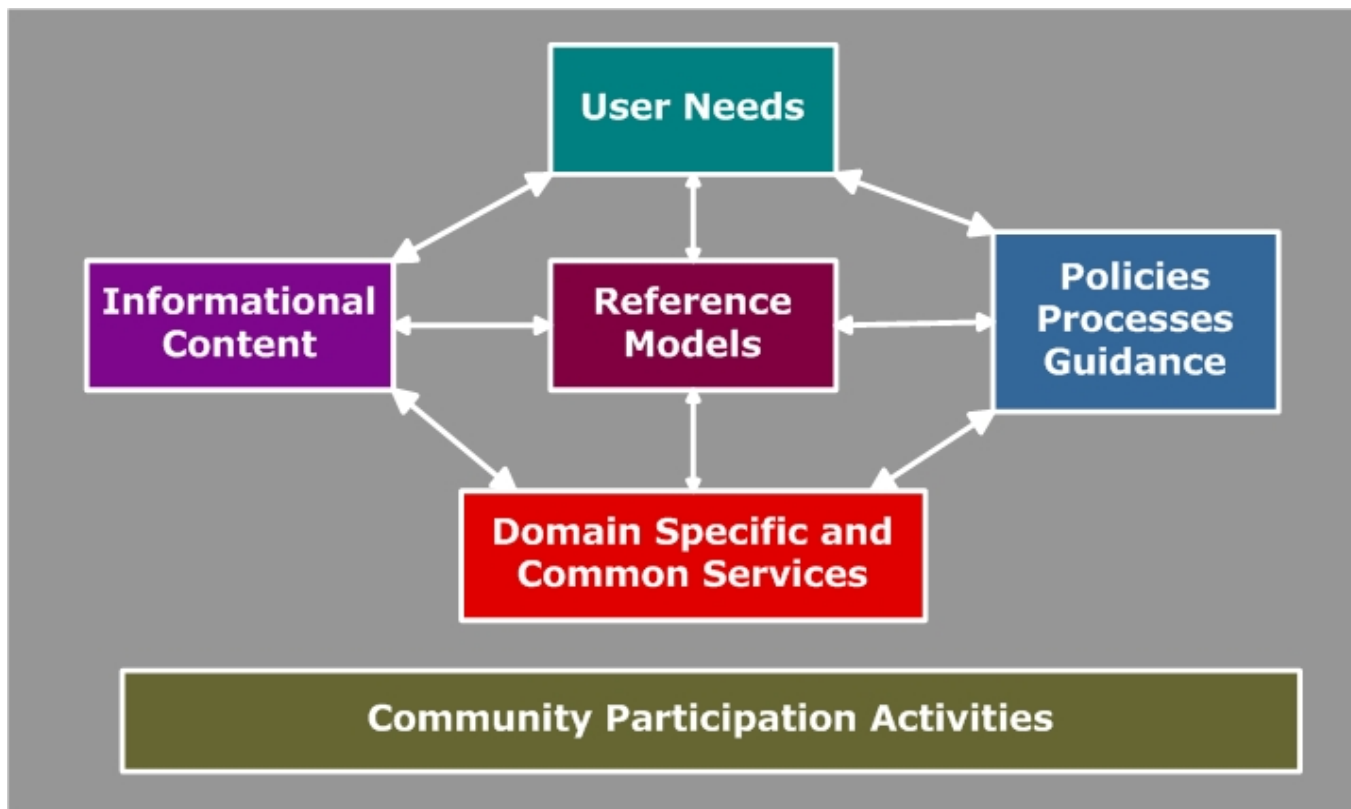 User Needs
Informational
Content
Reference
Models
Policies
Processes
Guidance
Domain Specific and
Common Services
Community Participation Activities